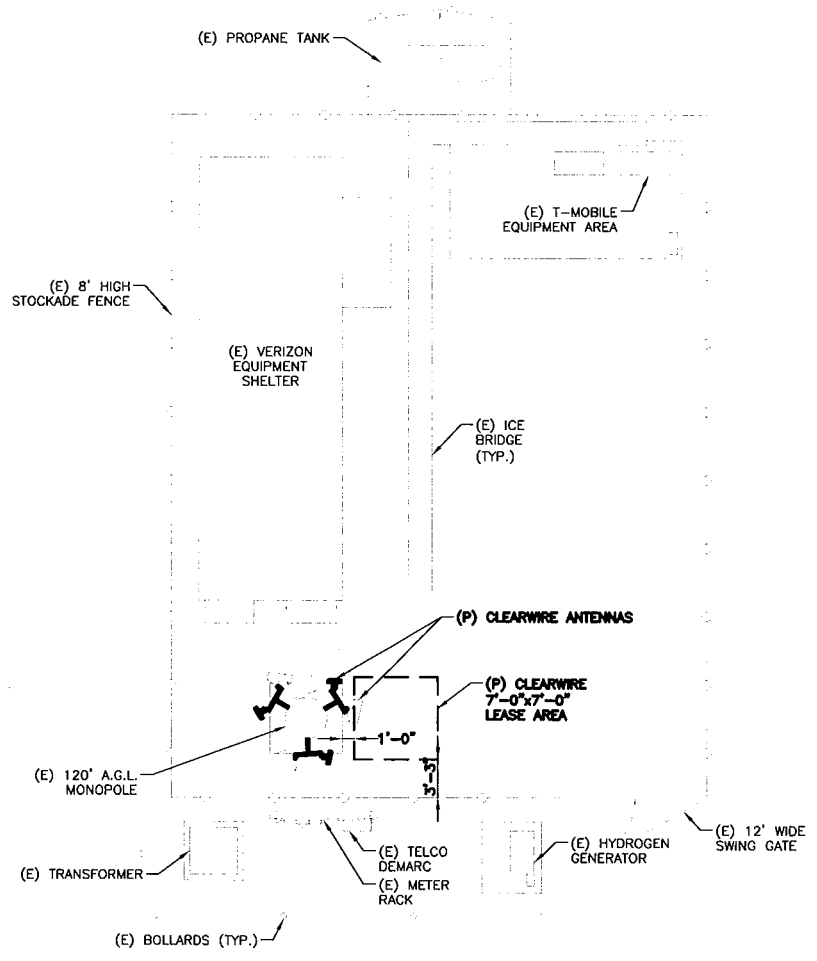 (E) PROPANE TANK
(E) T-MOBILE
EQUIPMENT AREA
(E) 8' HIGH
STOCKADE FENCE
(E) VERIZON
EQUIPMENT
SHELTER
(E) ICE
BRIDGE
(TYP.)
(P) CLEARWIRE ANTENNAS
(P) CLEARWIRE
7'-0"x7'-0"
LEASE AREA
1'-0"
3'-3"
(E) 120' A.G.L.
MONOPOLE
(E) 12' WIDE
SWING GATE
(E) TRANSFORMER
(E) TELCO
DEMARC
(E) METER
RACK
(E) HYDROGEN
GENERATOR
(E) BOLLARDS (TYP.)